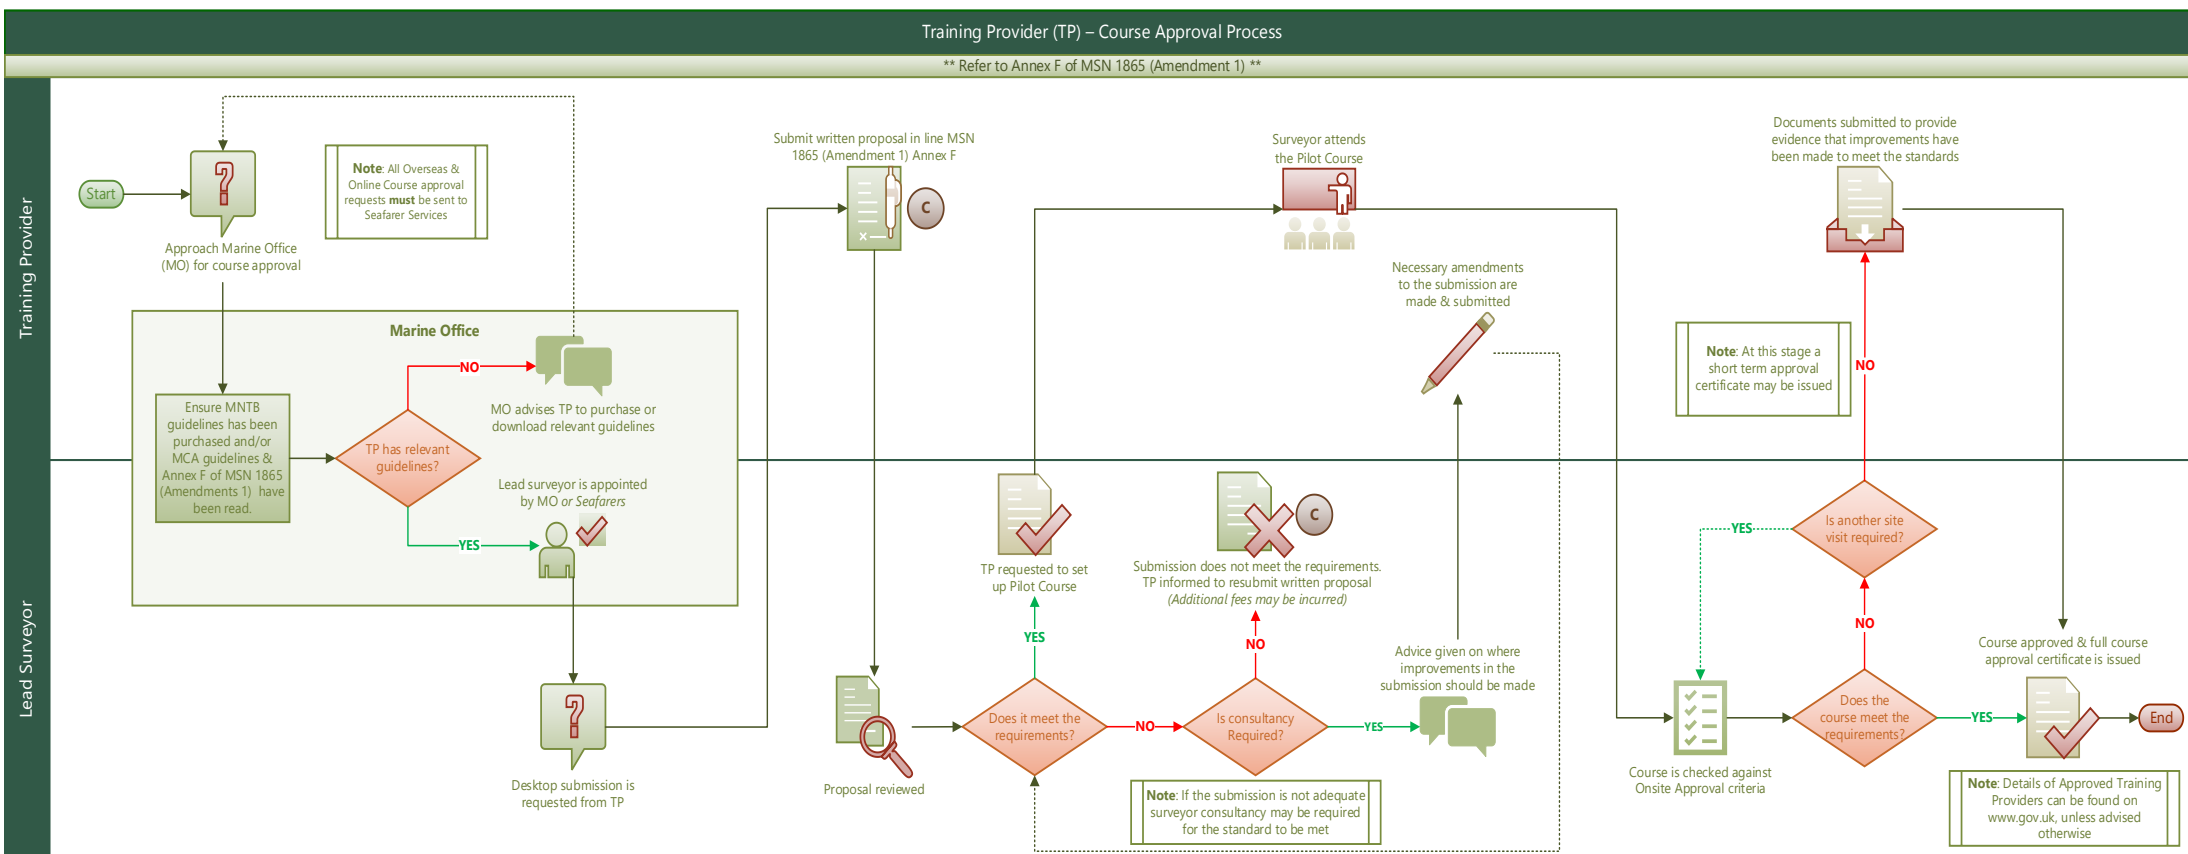 Training Provider (TP) – Course Approval Process
** Refer to Annex F of MSN 1865 (Amendment 1) **
Training Provider
Lead Surveyor
Start
Approach Marine Office
(MO) for course approval
Note: All Overseas &
Online Course approval
requests must be sent to
Seafarer Services
Marine Office
Ensure MNTB
guidelines has been
purchased and/or
MCA guidelines &
Annex F of MSN 1865
(Amendments 1) have
been read.
TP has relevant
guidelines?
NO
MO advises TP to purchase or
download relevant guidelines
YES
Lead surveyor is appointed
by MO or Seafarers
Desktop submission is
requested from TP
Submit written proposal in line MSN
1865 (Amendment 1) Annex F
C
Proposal reviewed
Does it meet the
requirements?
YES
TP requested to set
up Pilot Course
NO
Is consultancy
Required?
NO
Submission does not meet the requirements.
TP informed to resubmit written proposal
(Additional fees may be incurred)
C
Note: If the submission is not adequate
surveyor consultancy may be required
for the standard to be met
YES
Advice given on where
improvements in the
submission should be made
Necessary amendments
to the submission are
made & submitted
Surveyor attends
the Pilot Course
Course is checked against
Onsite Approval criteria
Does the
course meet the
requirements?
NO
Is another site
visit required?
YES
NO
Note: At this stage a
short term approval
certificate may be issued
Documents submitted to provide
evidence that improvements have
been made to meet the standards
YES
Course approved & full course
approval certificate is issued
End
Note: Details of Approved Training
Providers can be found on
www.gov.uk, unless advised
otherwise